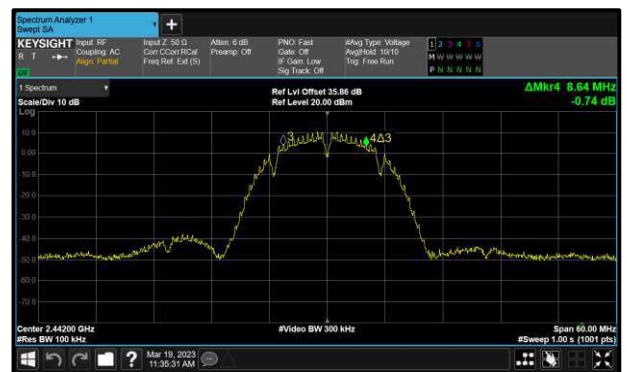 Spectrum Analyzer 1
Swept SA
+
KEYSIGHT
R T
Input: RF
Coupling: AC
Align: Partial
Input Z: 50 Ω
Corr CCorr RCal
Freq Ref: Ext (S)
Atten: 6 dB
Preamp: Off
PNO: Fast
Gate: Off
IF Gain: Low
Sig Track: Off
#Avg Type: Voltage
Avg|Hold: 10/10
Trig: Free Run
1 2 3 4 5 6
M W W W W W
P N N N N N
1 Spectrum
Scale/Div 10 dB
Log
Ref Lvl Offset 35.86 dB
Ref Level 20.00 dBm
ΔMkr4 8.64 MHz
-0.74 dB
3
4Δ3
10.0
0.0
-10.0
-20.0
-30.0
-40.0
-50.0
-60.0
-70.0
Center 2.44200 GHz
#Res BW 100 kHz
#Video BW 300 kHz
Span 60.00 MHz
#Sweep 1.00 s (1001 pts)
?
Mar 19, 2023
11:35:31 AM